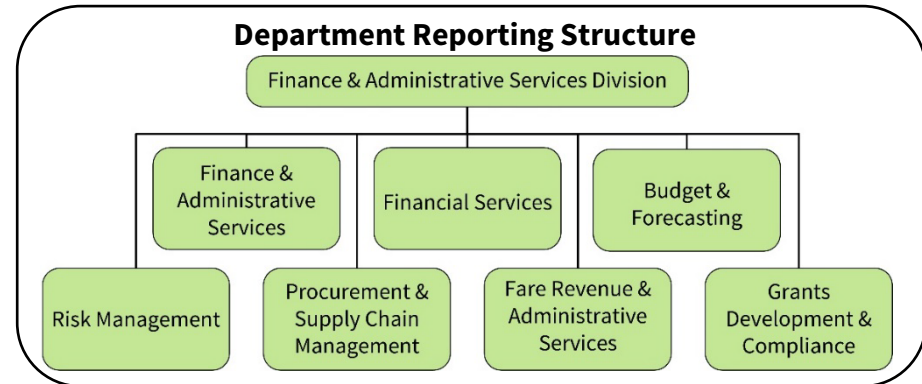 Department Reporting Structure
Finance & Administrative Services Division
Finance &
Administrative
Services
Financial Services
Budget &
Forecasting
Risk Management
Procurement &
Supply Chain
Management
Fare Revenue &
Administrative
Services
Grants
Development &
Compliance